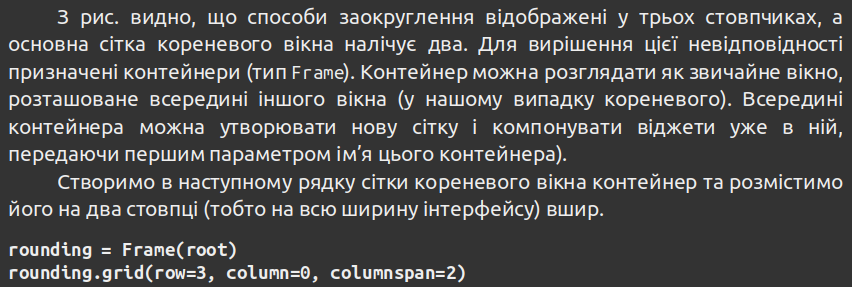 З рис. видно, що способи заокруглення відображені у трьох стовпчиках, а
основна сітка кореневого вікна налічує два. Для вирішення цієї невідповідності
призначені контейнери (тип Frame). Контейнер можна розглядати як звичайне вікно,
розташоване всередині іншого вікна (у нашому випадку кореневого). Всередині
контейнера можна утворювати нову сітку і компонувати віджети уже в ній,
передаючи першим параметром ім’я цього контейнера).
Створимо в наступному рядку сітки кореневого вікна контейнер та розмістимо
його на два стовпці (тобто на всю ширину інтерфейсу) вшир.
rounding = Frame(root)
rounding.grid(row=3, column=0, columnspan=2)